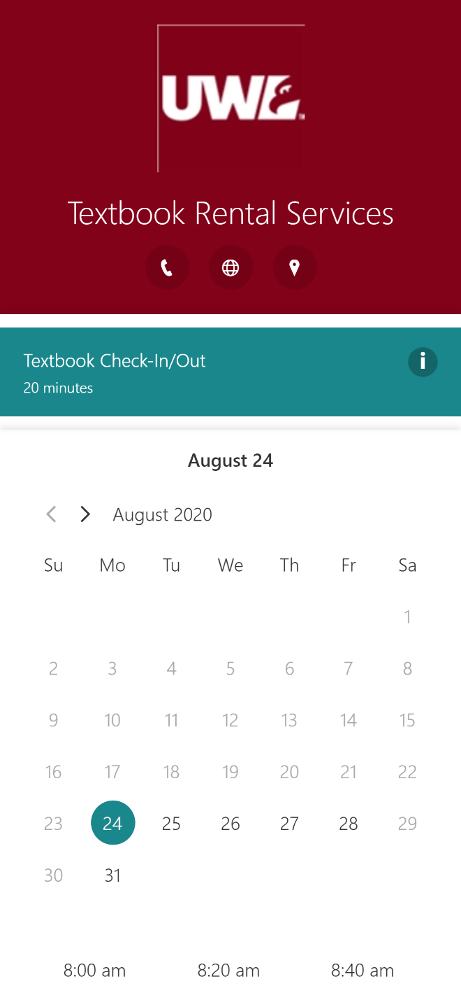 UWL
Textbook Rental Services
Textbook Check-In/Out
i
20 minutes
August 24
August 2020
Su Mo Tu We Th Fr Sa
1
2 3 4 5 6 7 8
9 10 11 12 13 14 15
16 17 18 19 20 21 22
23 24 25 26 27 28 29
30 31
8:00 am 8:20 am 8:40 am